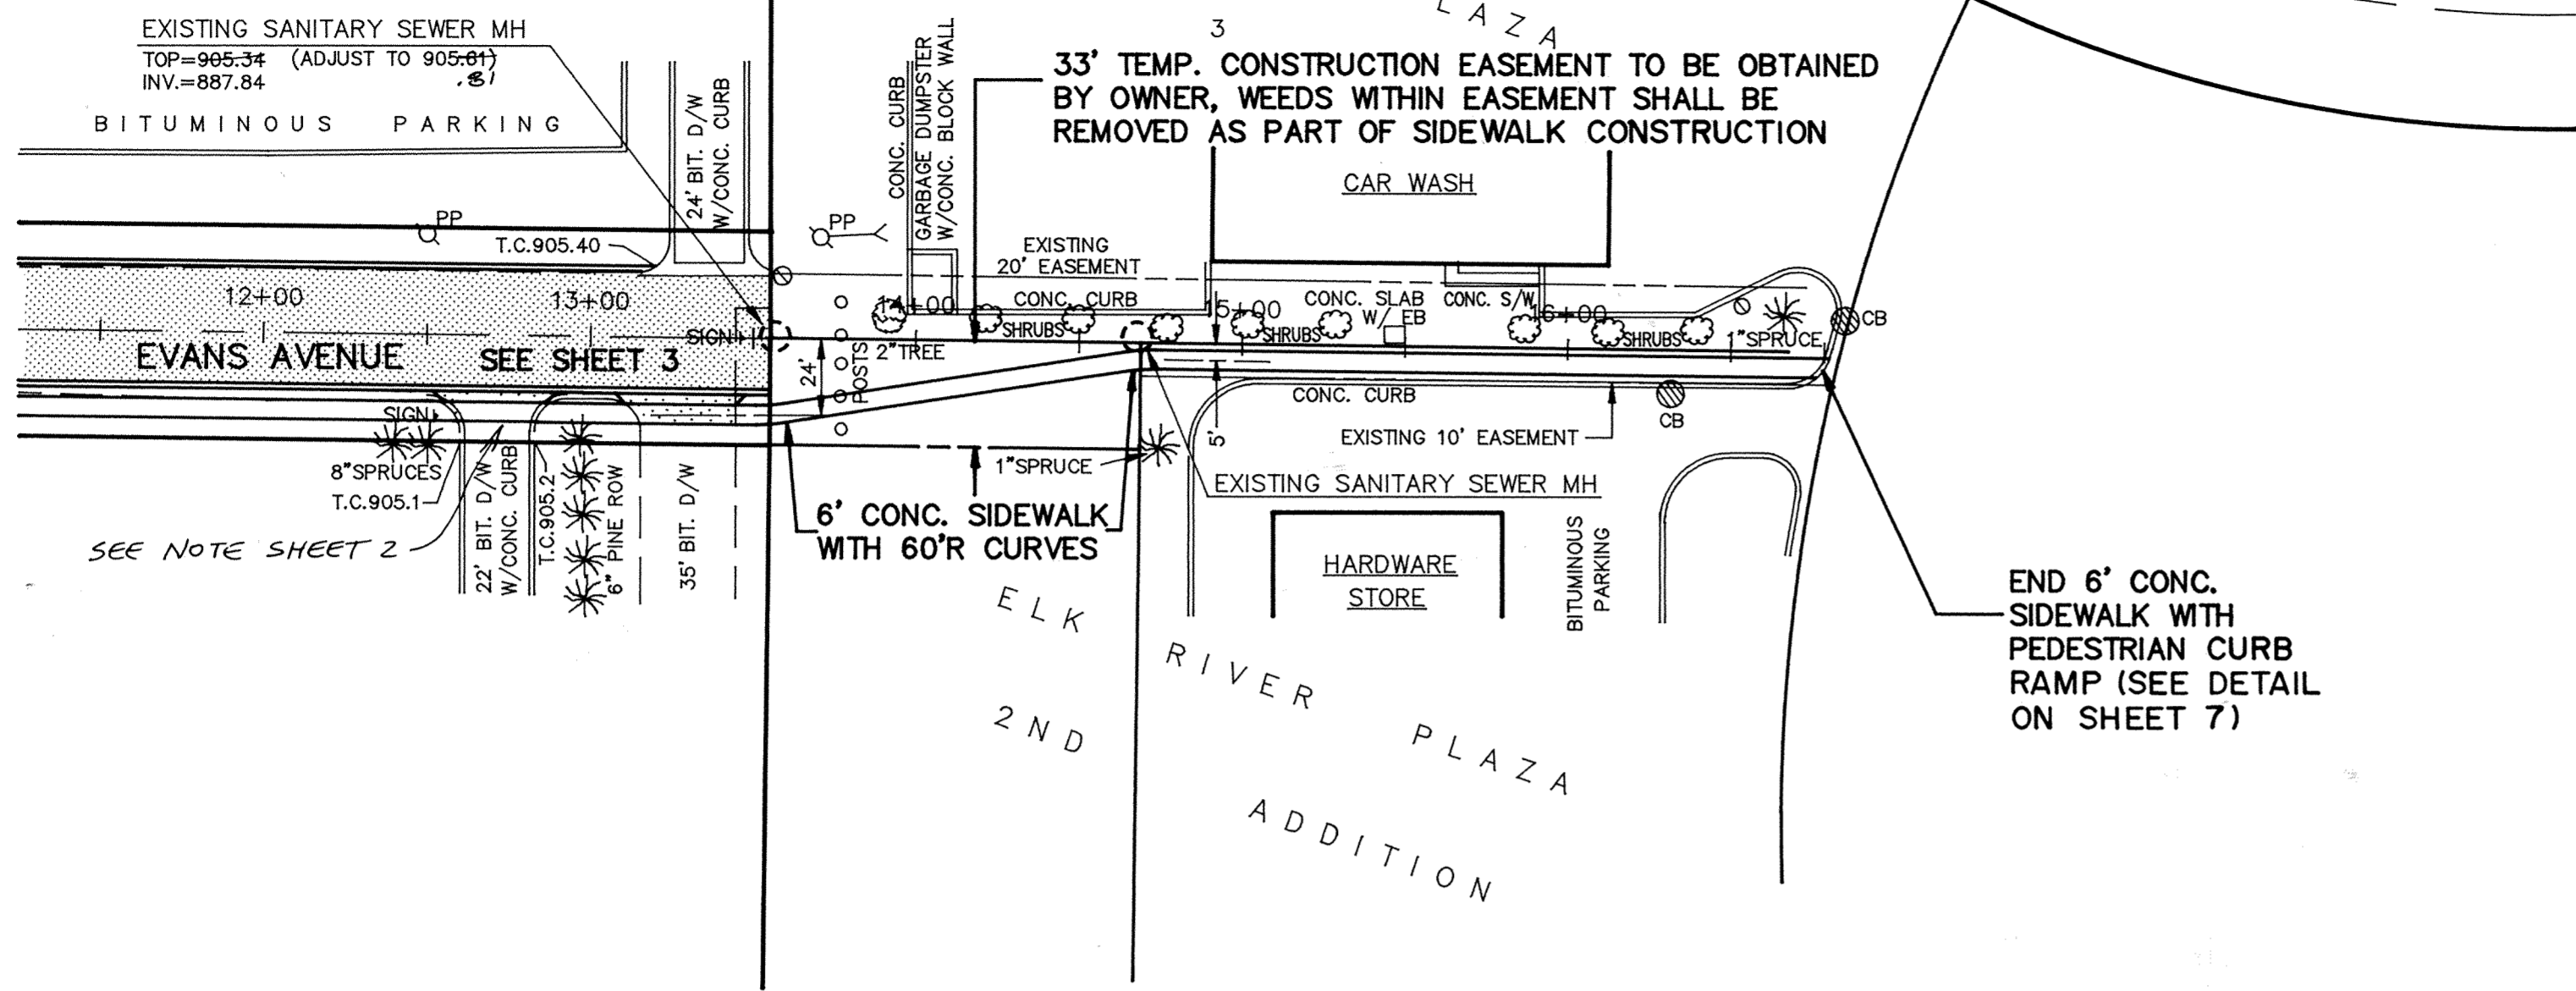 EXISTING SANITARY SEWER MH
TOP=905.34 (ADJUST TO 905.61)
.81
INV.=887.84
BITUMINOUS PARKING
24' BIT. D/W
W/CONC. CURB
CONC. CURB
GARBAGE DUMPSTER
W/CONC. BLOCK WALL
3
LAZA
33' TEMP. CONSTRUCTION EASEMENT TO BE OBTAINED
BY OWNER, WEEDS WITHIN EASEMENT SHALL BE
REMOVED AS PART OF SIDEWALK CONSTRUCTION
CAR WASH
PP
PP
T.C.905.40
EXISTING
20' EASEMENT
12+00
13+00
14+00
CONC. CURB
15+00
CONC. SLAB
W/ EB
CONC. S/W
16+00
CB
SIGN
SHRUBS
SHRUBS
SHRUBS
1"SPRUCE
2"TREE
EVANS AVENUE
SEE SHEET 3
24'
POSTS
CONC. CURB
CB
SIGN
5'
EXISTING 10' EASEMENT
8"SPRUCES
T.C.905.1
22' BIT. D/W
W/CONC. CURB
T.C.905.2
6" PINE ROW
35' BIT. D/W
1"SPRUCE
EXISTING SANITARY SEWER MH
6' CONC. SIDEWALK
WITH 60'R CURVES
SEE NOTE SHEET 2
HARDWARE
STORE
BITUMINOUS
PARKING
END 6' CONC.
SIDEWALK WITH
PEDESTRIAN CURB
RAMP (SEE DETAIL
ON SHEET 7)
ELK RIVER PLAZA
2ND ADDITION